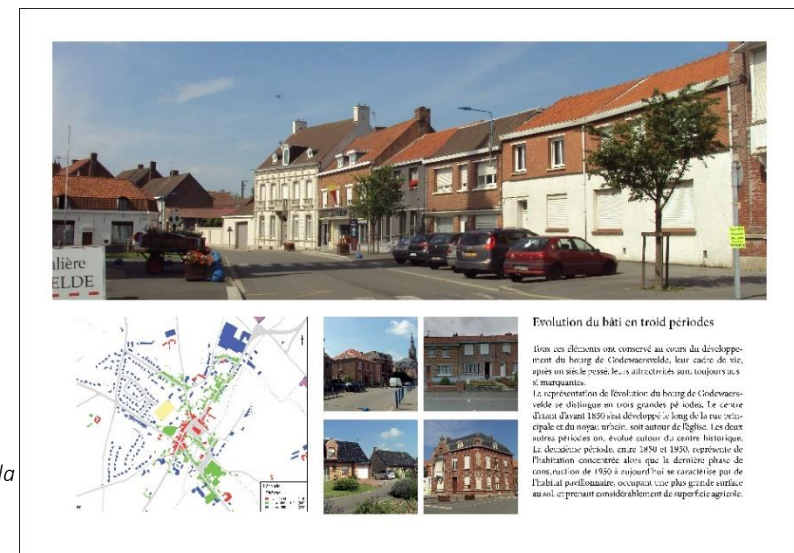 lière
ELDE
Evolution du bâti en troid périodes
Tous ces éléments ont conservé au cours du développe-
ment du bourg de Godewaersvelde, leur cadre de vie,
après un siècle passé, leurs attractivités sont toujours aus-
si marquantes.
La représentation de l'évolution du bourg de Godewaers-
velde se distingue en trois grandes périodes. Le centre
d'avant 1850 s'est développé le long de la rue prin-
cipale et du noyau urbain, soit autour de l'église. Les deux
autres périodes ont évolué autour du centre historique.
La deuxième période, entre 1850 et 1950, représente de
l'habitation concentrée alors que la dernière phase de
construction de 1950 à aujourd'hui se caractérise par de
l'habitat pavillonnaire, occupant une plus grande surface
au sol, et prenant considérablement de superficie agricole.
la